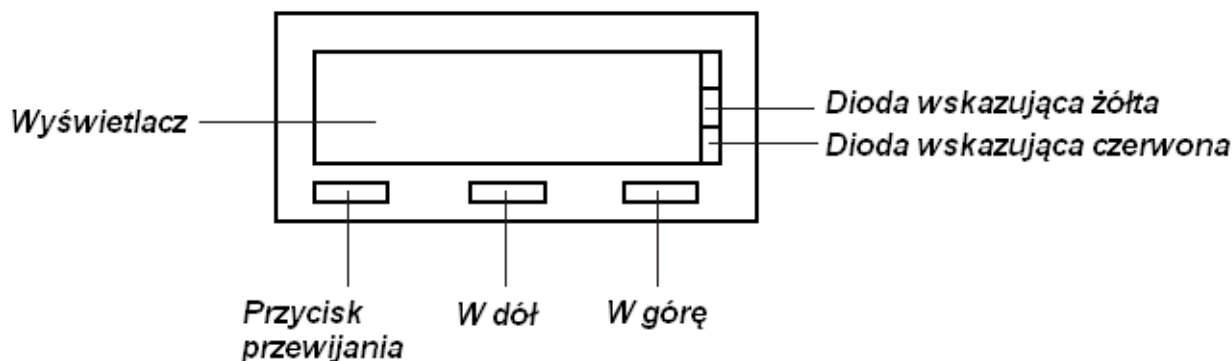 Wyświetlacz
Dioda wskazująca żółta
Dioda wskazująca czerwona
Przycisk
przewijania
W dół
W górę